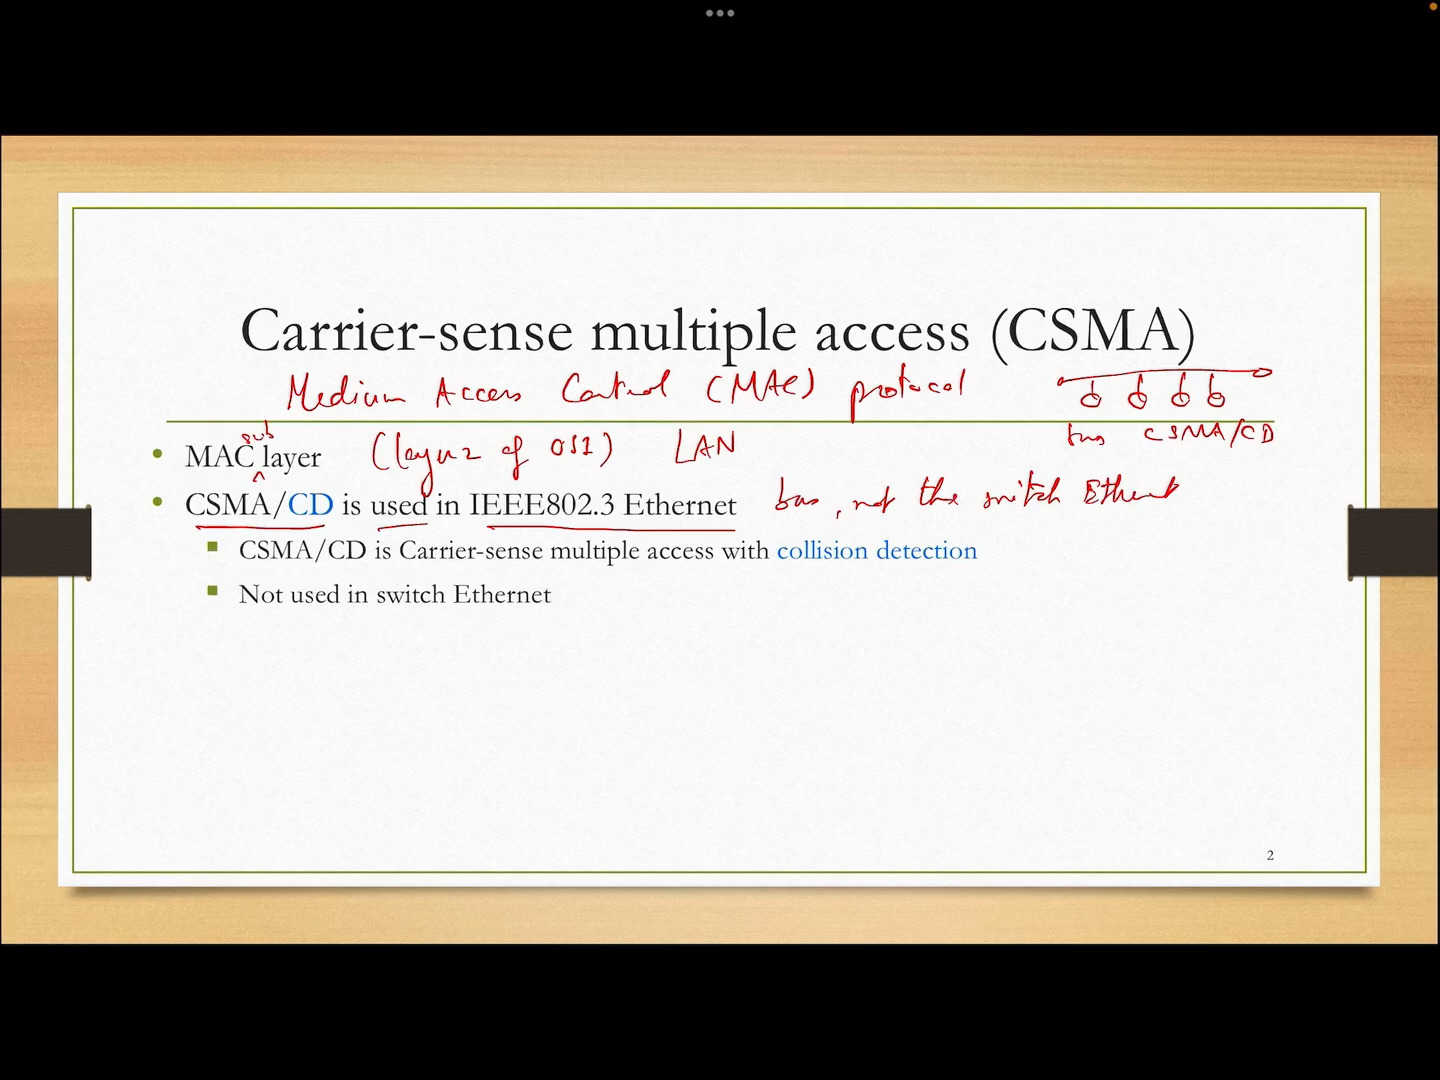 Carrier-sense multiple access (CSMA)
Medium Access Control (MAC) protocol
bus CSMA/CD
sub
• MAC layer (layer 2 of OSI) LAN
• CSMA/CD is used in IEEE802.3 Ethernet bus, not the switch Ethernet
▪ CSMA/CD is Carrier-sense multiple access with collision detection
▪ Not used in switch Ethernet
2